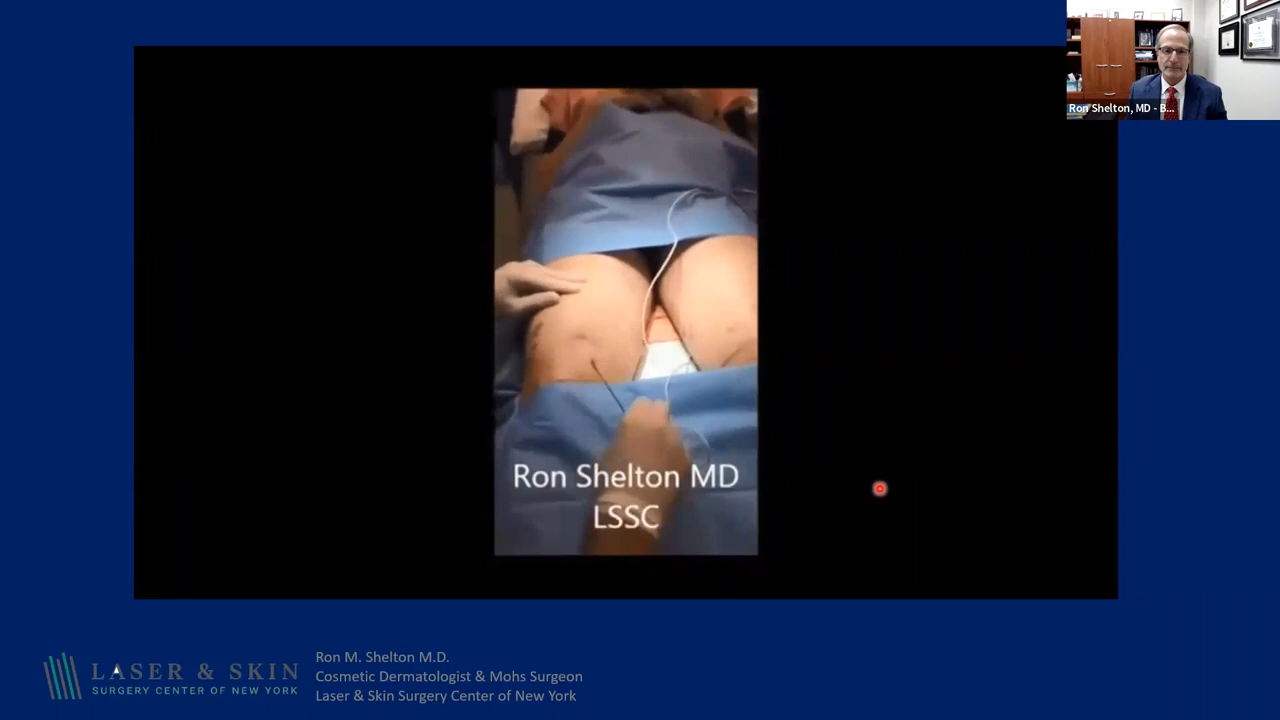 Ron Shelton, MD - B...
Ron Shelton MD
LSSC
LASER & SKIN
SURGERY CENTER OF NEW YORK
Ron M. Shelton M.D.
Cosmetic Dermatologist & Mohs Surgeon
Laser & Skin Surgery Center of New York